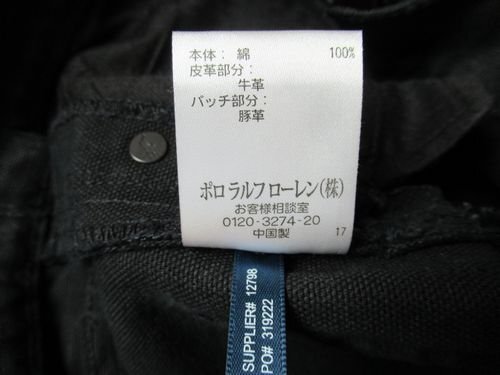 本体： 綿 100%
皮革部分：
牛革
パッチ部分：
豚革
ポロ ラルフ ローレン(株)
お客様相談室
0120-3274-20
中国製 17
SUPPLIER# 12798
PO# 319222